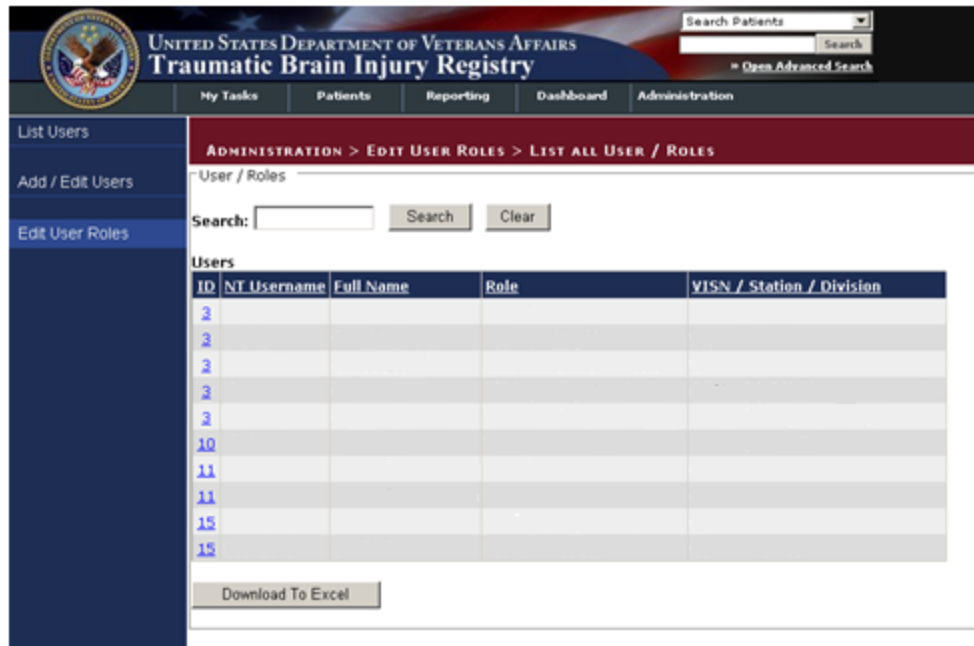 Search Patients
UNITED STATES DEPARTMENT OF VETERANS AFFAIRS
Search
Traumatic Brain Injury Registry
» Open Advanced Search
My Tasks Patients Reporting Dashboard Administration
List Users
ADMINISTRATION > EDIT USER ROLES > LIST ALL USER / ROLES
User / Roles
Add / Edit Users
Search: Search Clear
Edit User Roles
Users
ID NT Username Full Name Role VISN / Station / Division
3
3
3
3
3
10
11
11
15
15
Download To Excel